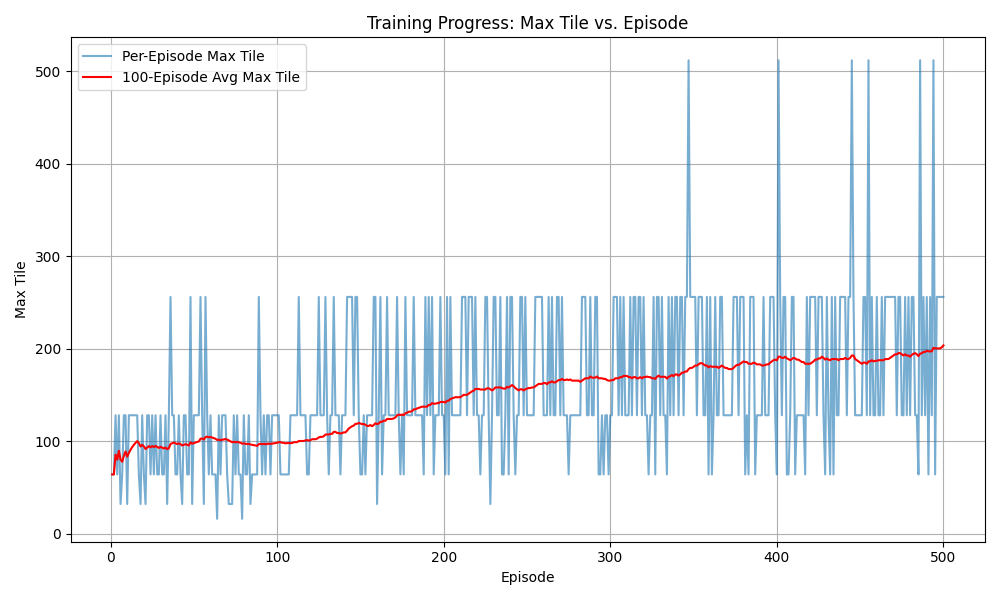 Training Progress: Max Tile vs. Episode
Per-Episode Max Tile
100-Episode Avg Max Tile
500
400
300
200
100
0
Max Tile
0 100 200 300 400 500
Episode